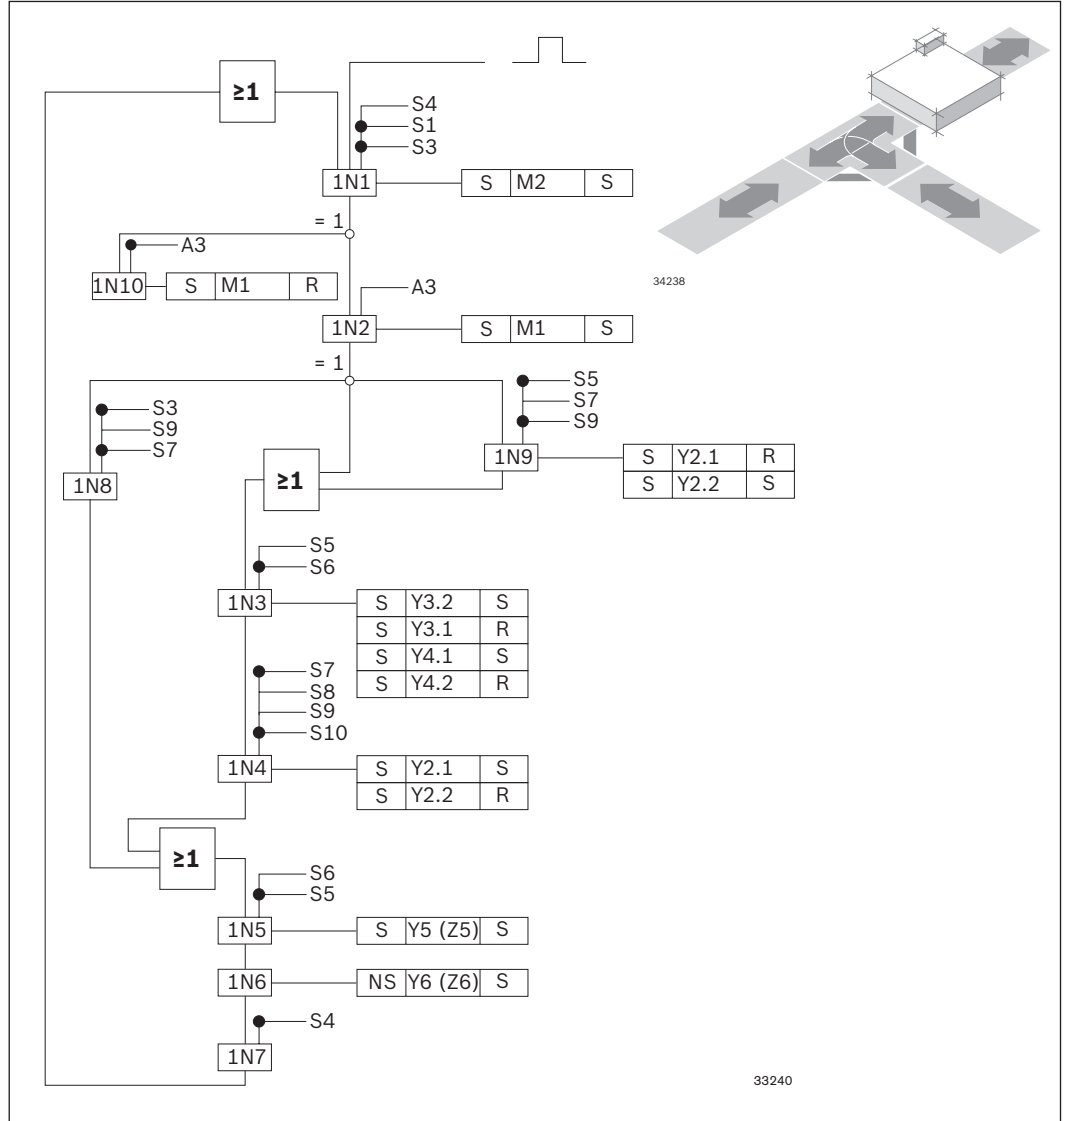 ≥1
S4
S1
S3
1N1
S M2 S
= 1
A3
34238
1N10
S M1 R
A3
1N2
S M1 S
= 1
S5
S7
S9
S3
S9
S7
1N9
S Y2.1 R
S Y2.2 S
≥1
1N8
S5
S6
1N3
S Y3.2 S
S Y3.1 R
S Y4.1 S
S Y4.2 R
S7
S8
S9
S10
1N4
S Y2.1 S
S Y2.2 R
≥1
S6
S5
1N5
S Y5 (Z5) S
1N6
NS Y6 (Z6) S
S4
1N7
33240